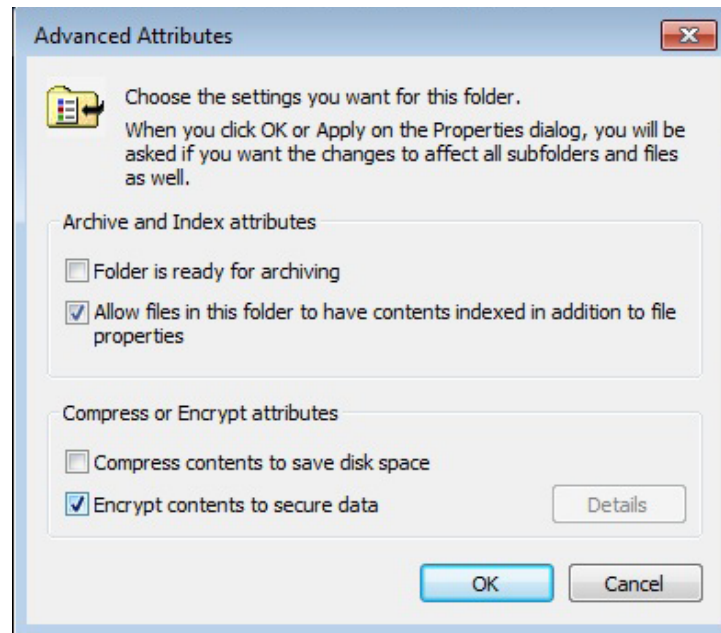 Advanced Attributes
Choose the settings you want for this folder.
When you click OK or Apply on the Properties dialog, you will be
asked if you want the changes to affect all subfolders and files
as well.
Archive and Index attributes
Folder is ready for archiving
Allow files in this folder to have contents indexed in addition to file
properties
Compress or Encrypt attributes
Compress contents to save disk space
Encrypt contents to secure data
Details
OK
Cancel